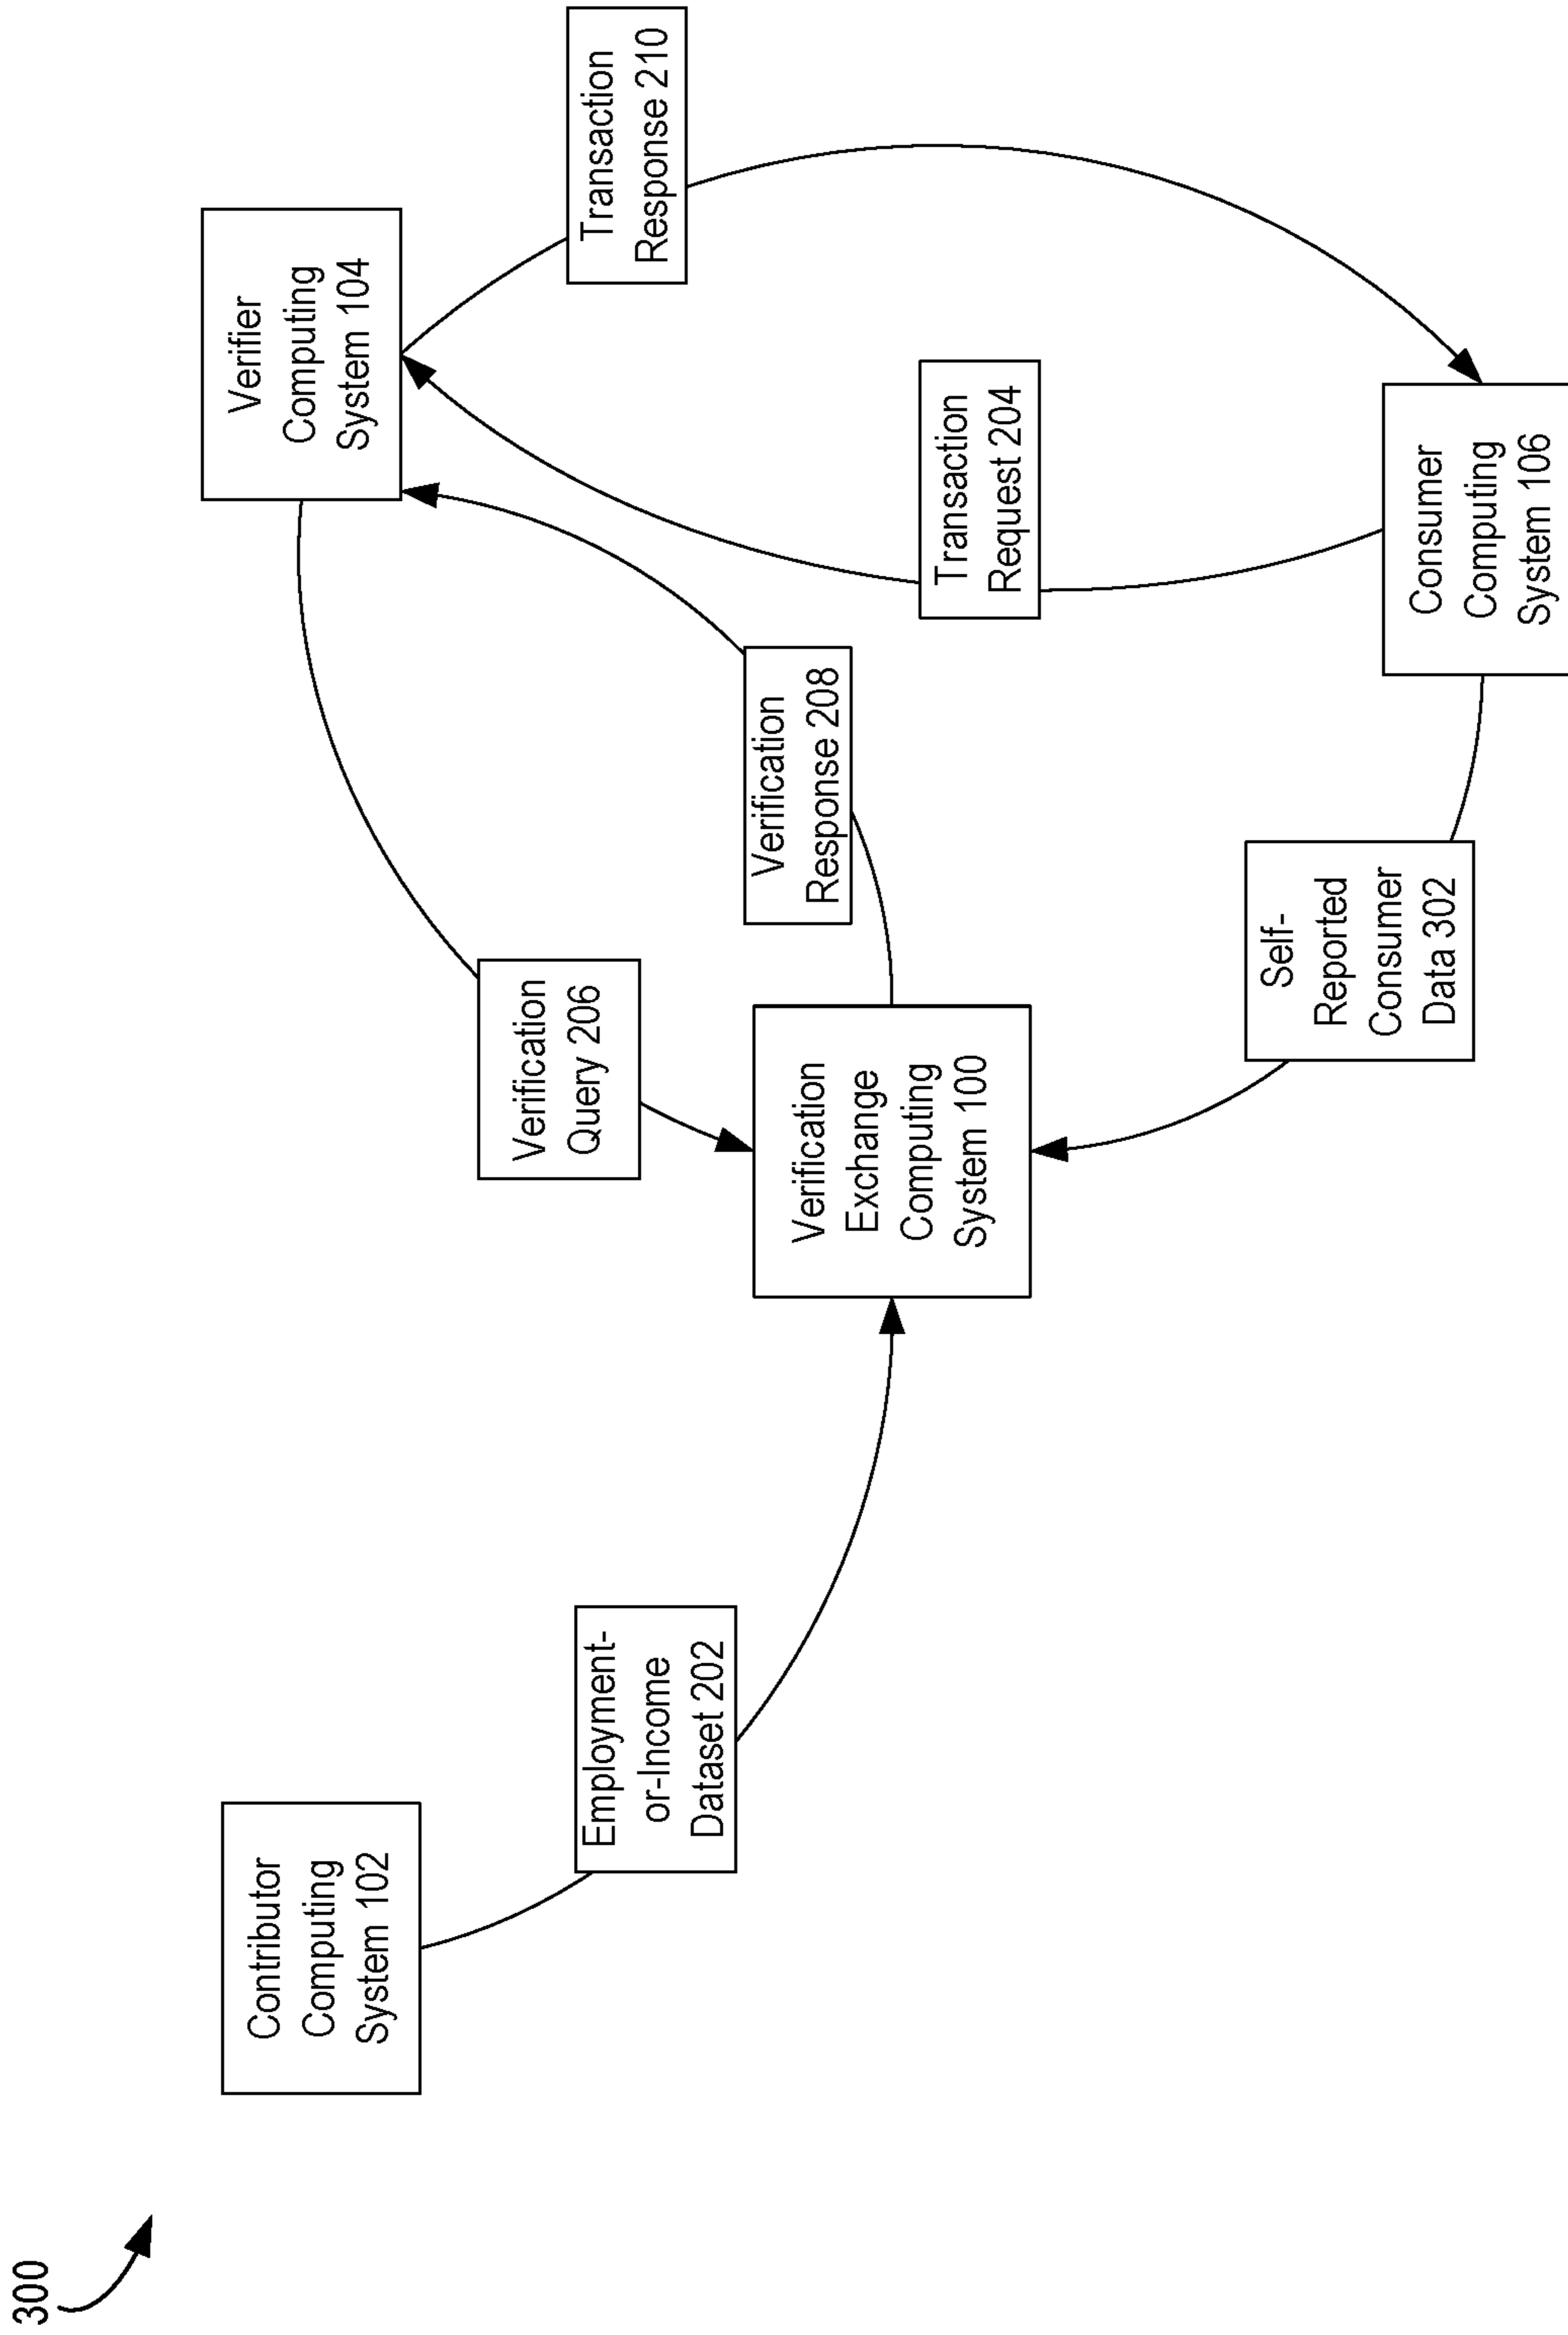 300
Contributor
Computing
System 102
Employment-
or-Income
Dataset 202
Verification
Exchange
Computing
System 100
Verification
Query 206
Verification
Response 208
Verifier
Computing
System 104
Transaction
Response 210
Transaction
Request 204
Self-
Reported
Consumer
Data 302
Consumer
Computing
System 106